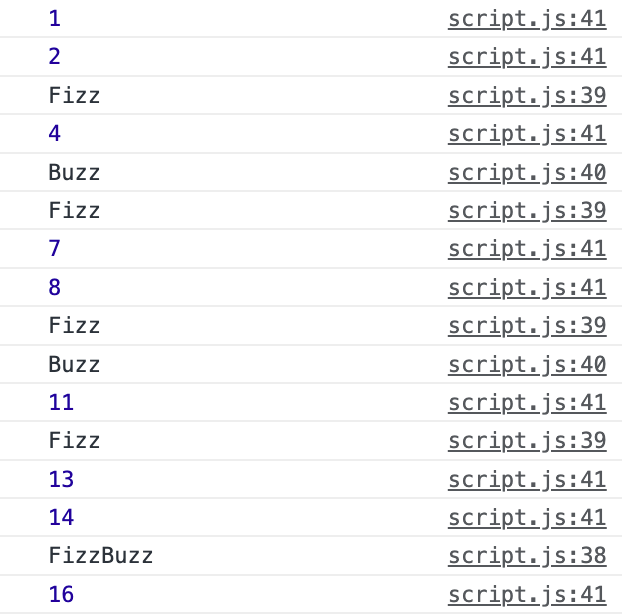 1 script.js:41
2 script.js:41
Fizz script.js:39
4 script.js:41
Buzz script.js:40
Fizz script.js:39
7 script.js:41
8 script.js:41
Fizz script.js:39
Buzz script.js:40
11 script.js:41
Fizz script.js:39
13 script.js:41
14 script.js:41
FizzBuzz script.js:38
16 script.js:41